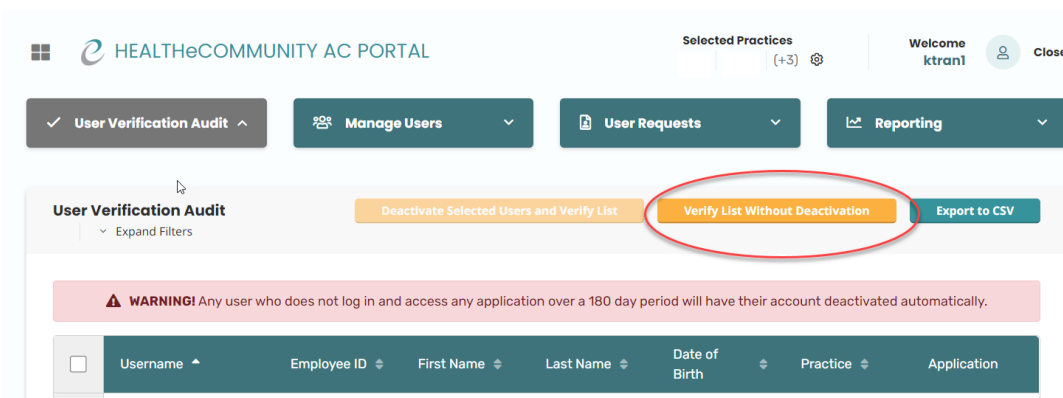 HEALTHeCOMMUNITY AC PORTAL
Selected Practices
(+3)
Welcome
ktran1
Close
User Verification Audit
Manage Users
User Requests
Reporting
User Verification Audit
Expand Filters
Deactivate Selected Users and Verify List
Verify List Without Deactivation
Export to CSV
WARNING! Any user who does not log in and access any application over a 180 day period will have their account deactivated automatically.
Username
Employee ID
First Name
Last Name
Date of
Birth
Practice
Application